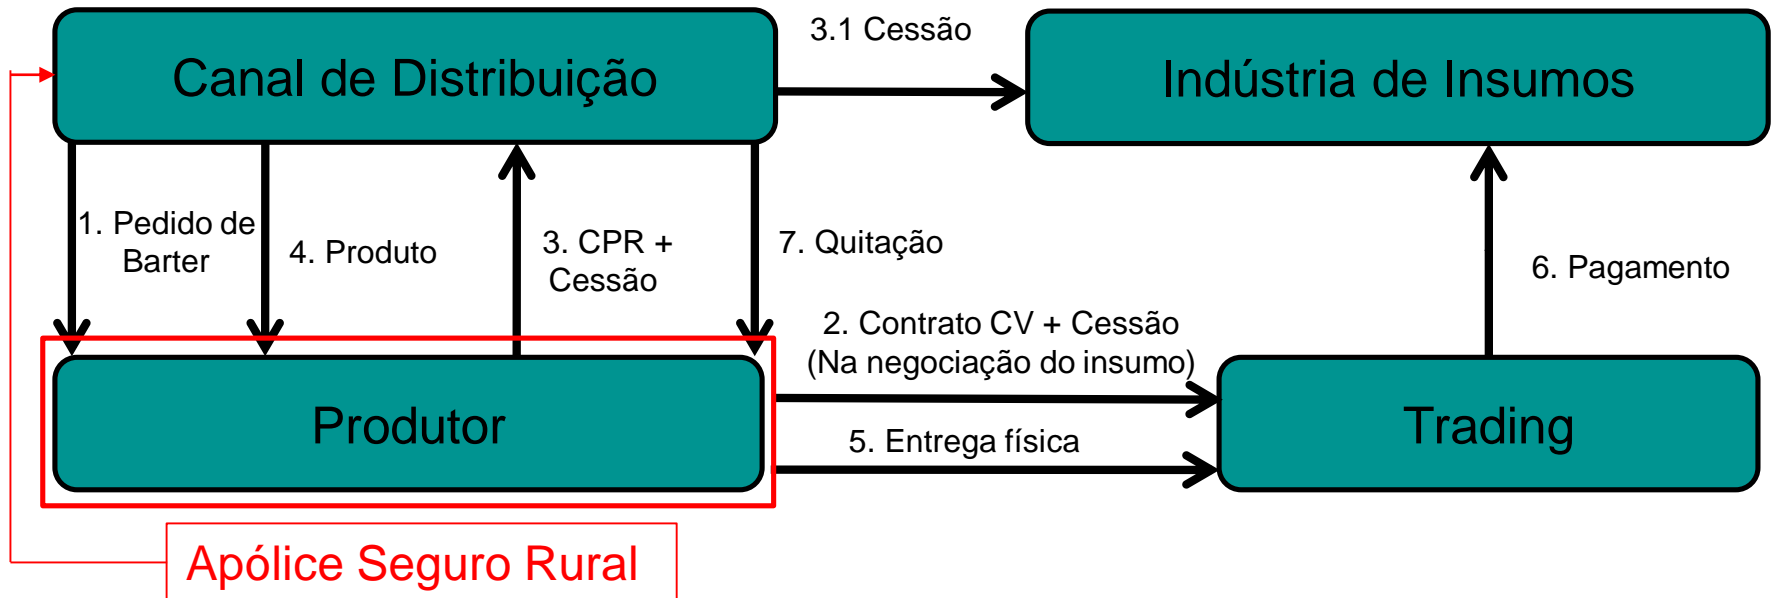 3.1 Cessão
Canal de Distribuição
Indústria de Insumos
1. Pedido de
Barter
4. Produto
3. CPR +
Cessão
7. Quitação
6. Pagamento
2. Contrato CV + Cessão
(Na negociação do insumo)
Produtor
5. Entrega física
Trading
Apólice Seguro Rural